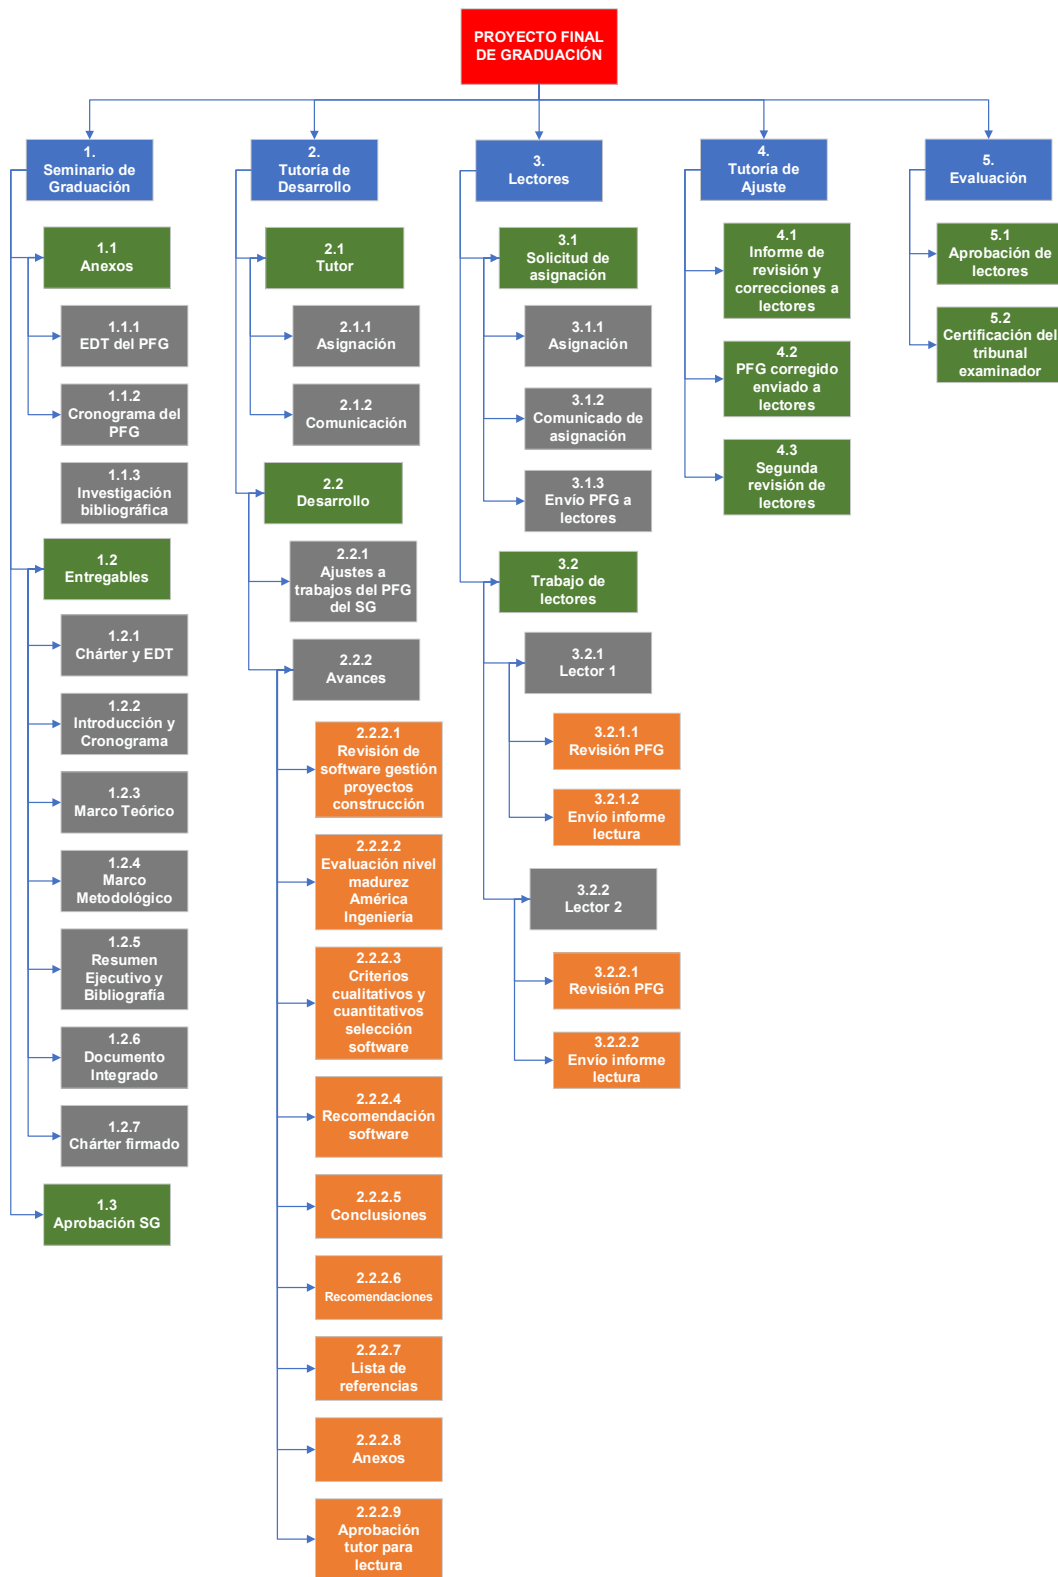 PROYECTO FINAL
DE GRADUACIÓN
1.
Seminario de
Graduación
1.1
Anexos
1.1.1
EDT del PFG
1.1.2
Cronograma del
PFG
1.1.3
Investigación
bibliográfica
1.2
Entregables
1.2.1
Chárter y EDT
1.2.2
Introducción y
Cronograma
1.2.3
Marco Teórico
1.2.4
Marco
Metodológico
1.2.5
Resumen
Ejecutivo y
Bibliografía
1.2.6
Documento
Integrado
1.2.7
Chárter firmado
1.3
Aprobación SG
2.
Tutoría de
Desarrollo
2.1
Tutor
2.1.1
Asignación
2.1.2
Comunicación
2.2
Desarrollo
2.2.1
Ajustes a
trabajos del PFG
del SG
2.2.2
Avances
2.2.2.1
Revisión de
software gestión
proyectos
construcción
2.2.2.2
Evaluación nivel
madurez
América
Ingeniería
2.2.2.3
Criterios
cualitativos y
cuantitativos
selección
software
2.2.2.4
Recomendación
software
2.2.2.5
Conclusiones
2.2.2.6
Recomendaciones
2.2.2.7
Lista de
referencias
2.2.2.8
Anexos
2.2.2.9
Aprobación
tutor para
lectura
3.
Lectores
3.1
Solicitud de
asignación
3.1.1
Asignación
3.1.2
Comunicado de
asignación
3.1.3
Envío PFG a
lectores
3.2
Trabajo de
lectores
3.2.1
Lector 1
3.2.1.1
Revisión PFG
3.2.1.2
Envío informe
lectura
3.2.2
Lector 2
3.2.2.1
Revisión PFG
3.2.2.2
Envío informe
lectura
4.
Tutoría de
Ajuste
4.1
Informe de
revisión y
correcciones a
lectores
4.2
PFG corregido
enviado a
lectores
4.3
Segunda
revisión de
lectores
5.
Evaluación
5.1
Aprobación de
lectores
5.2
Certificación del
tribunal
examinador